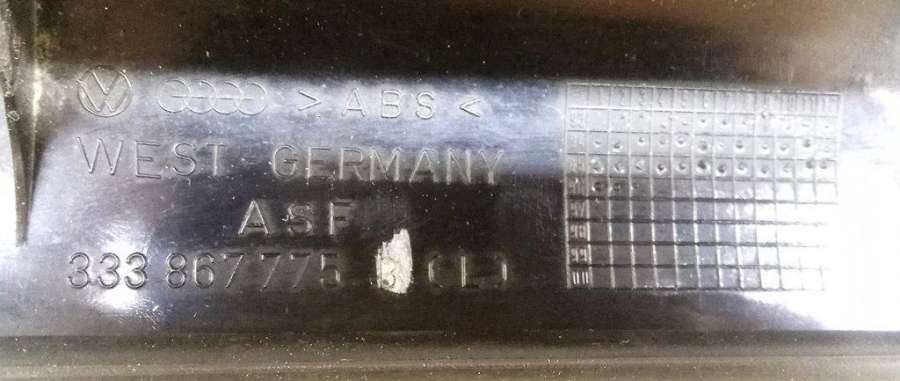 > ABS <
WEST GERMANY
ASF
333 867 775 (L)